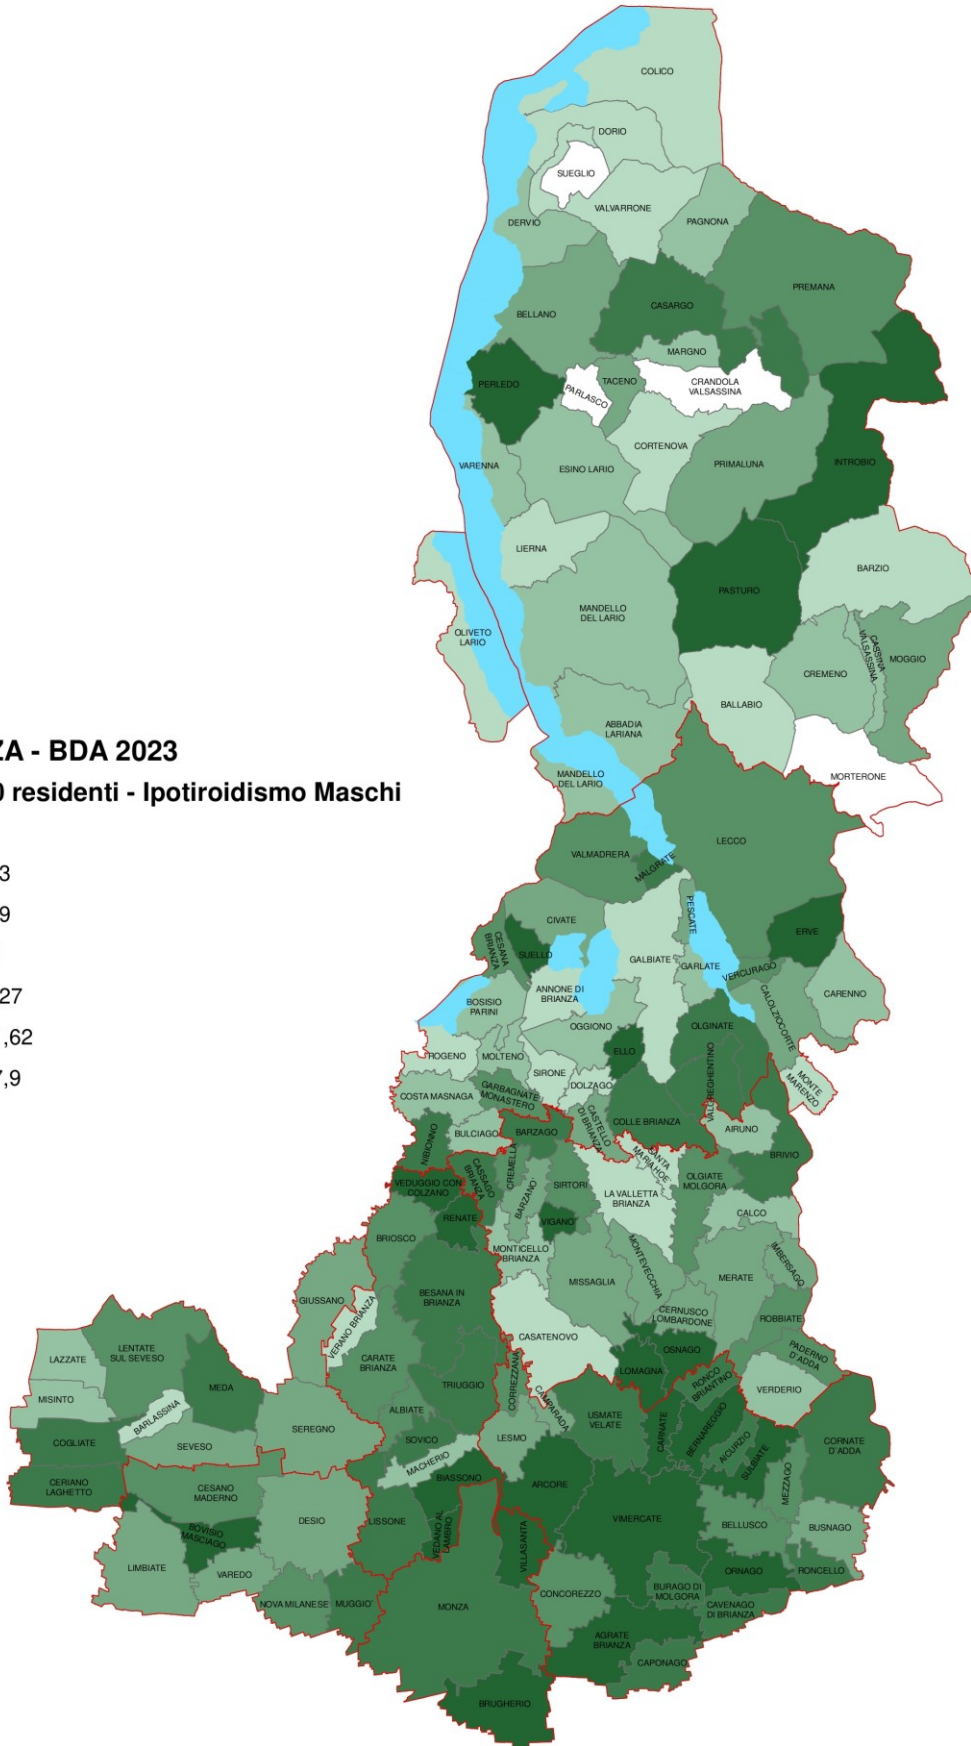 COLICO
DORIO
SUEGLIO
VALVARRONE
PAGNONA
DERVIO
PREMANA
CASARGO
BELLANO
MARGNO
PERLEDO
PARLASCO
TACENO
CRANDOLA
VALSASSINA
CORTENOVA
VARENNA
ESINO LARIO
PRIMALUNA
INTROBIO
LIERNA
BARZIO
PASTURO
MANDELLO
DEL LARIO
OLIVETO
LARIO
CREMENO
CASSINA
VALSASSINA
MOGGIO
BALLABIO
ABBADIA
LARIANA
ZA - BDA 2023
0 residenti - Ipotiroidismo Maschi
MANDELLO
DEL LARIO
MORTERONE
LECCO
VALMADRERA
MALGRATE
3
9
27
,62
7,9
CIVATE
PESCATE
ERVE
CESANA
BRIANZA
SUELLO
GALBIATE
GARLATE
VERCURAGO
ANNONE DI
BRIANZA
CARENNO
BOSISIO
PARINI
CALOLZIOCORTE
OGGIONO
OLGINATE
ELLO
ROGENO
MOLTENO
SIRONE
DOLZAGO
VALGREGHENTINO
MONTE
MARENZO
COSTA MASNAGA
GARBAGNATE
MONASTERO
CASTELLO
DI BRIANZA
COLLE BRIANZA
AIRUNO
NIBIONNO
BULCIAGO
BARZAGO
BRIVIO
CASSAGO
BRIANZA
CREMELLA
BARZANO
SIRTORI
SANTA
MARIA HOE'
OLGIATE
MOLGORA
VEDUGGIO CON
COLZANO
LA VALLETTA
BRIANZA
CALCO
RENATE
VIGANO
BRIOSCO
MONTICELLO
BRIANZA
MISSAGLIA
MONTEVECCHIA
MERATE
IMBERSAGO
GIUSSANO
BESANA IN
BRIANZA
CERNUSCO
LOMBARDONE
ROBBIATE
VERANO BRIANZA
CASATENOVO
OSNAGO
PADERNO
D'ADDA
LENTATE
SUL SEVESO
LAZZATE
CARATE
BRIANZA
LOMAGNA
RONCO
BRIANTINO
VERDERIO
MEDA
TRIUGGIO
CORREZZANA
MISINTO
BARLASSINA
ALBIATE
CAMPARADA
USMATE
VELATE
CARNATE
BERNAREGGIO
SEREGNO
COGLIATE
SEVESO
SOVICO
LESMO
AICURZIO
SULBIATE
CORNATE
D'ADDA
MACHERIO
BIASSONO
ARCORE
MEZZAGO
CERIANO
LAGHETTO
CESANO
MADERNO
DESIO
LISSONE
VEDANO AL
LAMBRO
VILLASANTA
VIMERCATE
BELLUSCO
BUSNAGO
BOVISIO
MASCIAGO
LIMBIATE
VAREDO
ORNAGO
RONCELLO
NOVA MILANESE
MUGGIO'
MONZA
CONCOREZZO
BURAGO DI
MOLGORA
CAVENAGO
DI BRIANZA
AGRATE
BRIANZA
CAPONAGO
BRUGHERIO